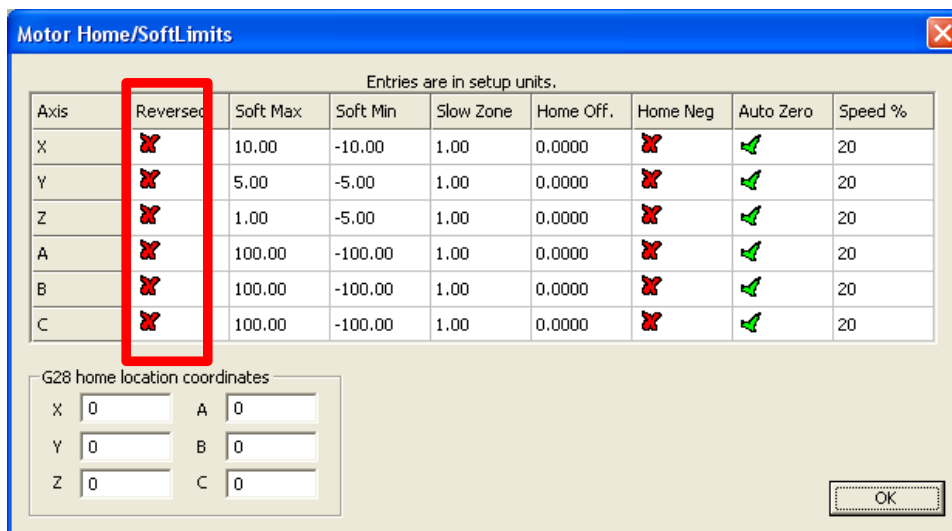 Motor Home/SoftLimits
Entries are in setup units.
Axis Reversed Soft Max Soft Min Slow Zone Home Off. Home Neg Auto Zero Speed %
X 10.00 -10.00 1.00 0.0000 20
Y 5.00 -5.00 1.00 0.0000 20
Z 1.00 -5.00 1.00 0.0000 20
A 100.00 -100.00 1.00 0.0000 20
B 100.00 -100.00 1.00 0.0000 20
C 100.00 -100.00 1.00 0.0000 20
G28 home location coordinates
X 0 A 0
Y 0 B 0
Z 0 C 0
OK